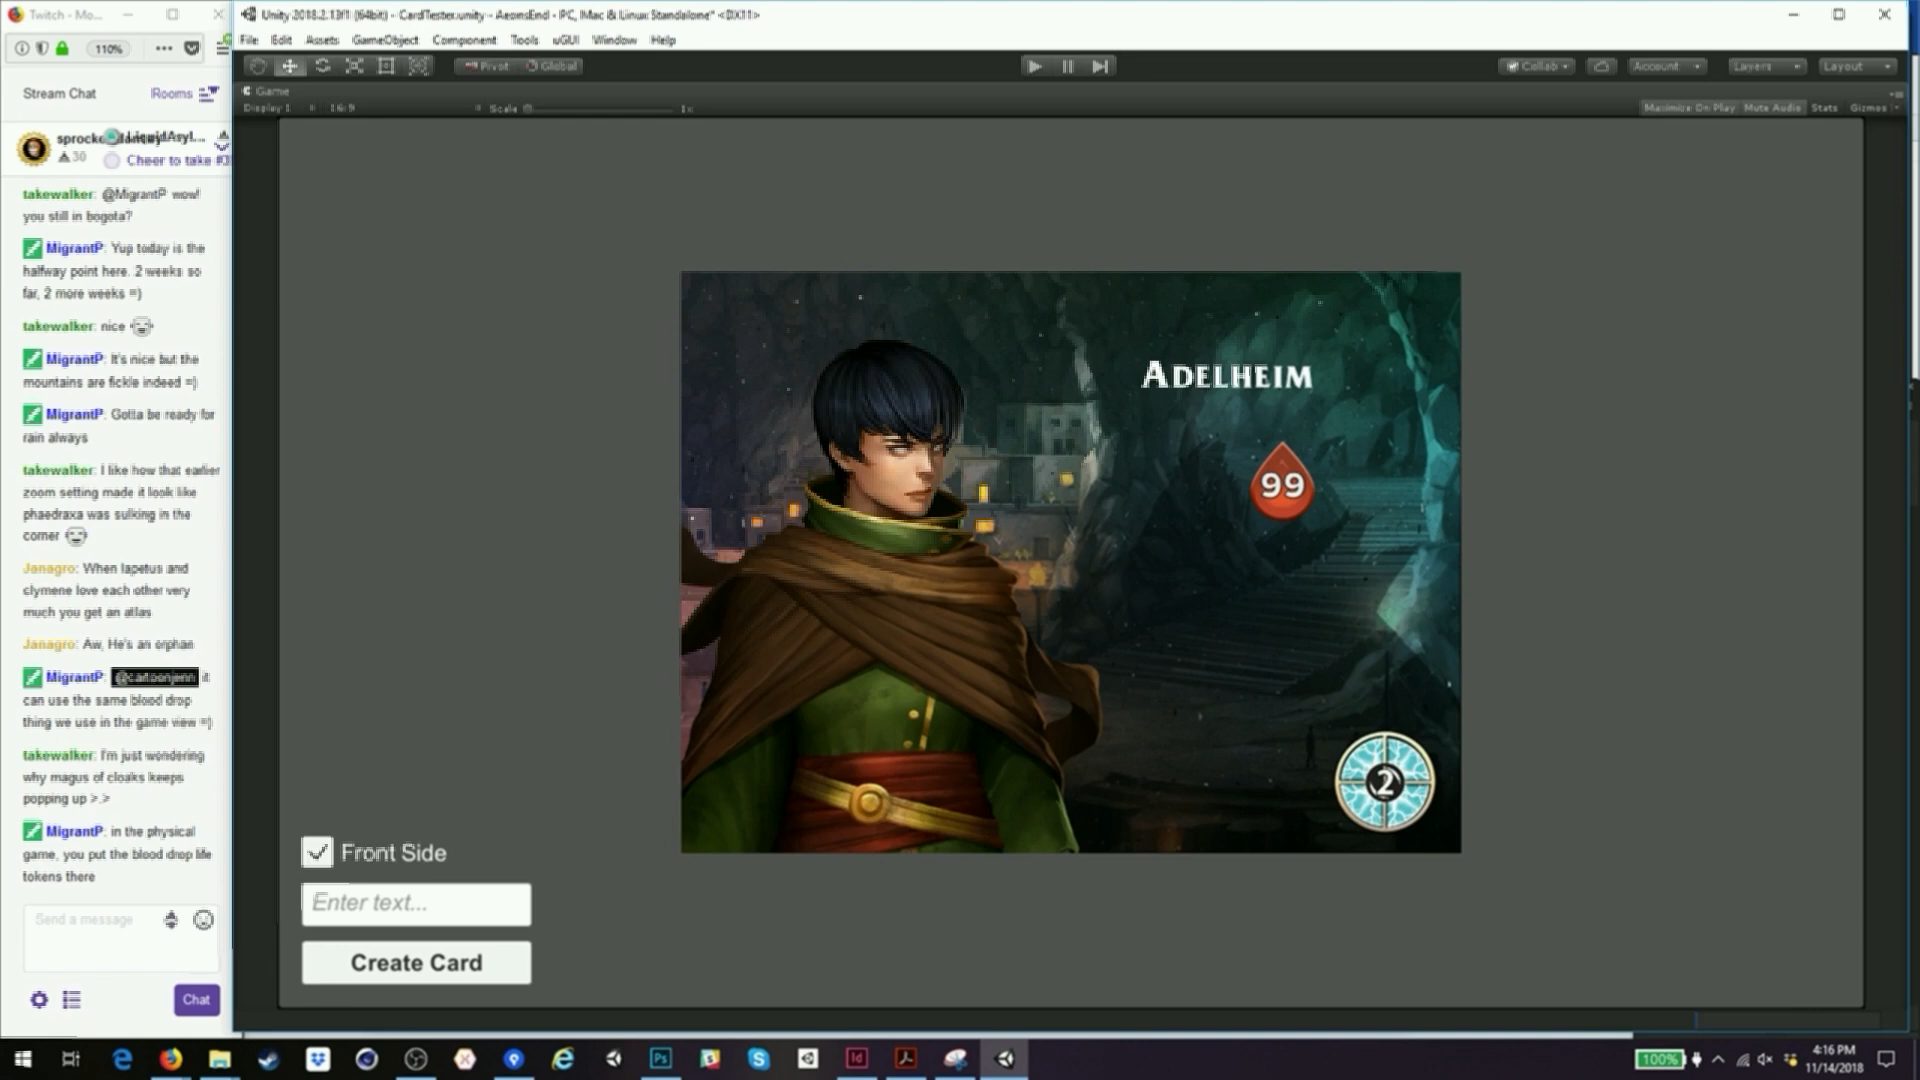 Twitch - Mo...
110%
Stream Chat
Rooms
30
Cheer to take #3
takewalker: @MigrantP wow!
you still in bogota?
MigrantP: Yup today is the
halfway point here. 2 weeks so
far, 2 more weeks =)
takewalker: nice
MigrantP: It's nice but the
mountains are fickle indeed =)
MigrantP: Gotta be ready for
rain always
takewalker: I like how that earlier
zoom setting made it look like
phaedraxa was sulking in the
corner
Janagro: When Iapetus and
clymene love each other very
much you get an atlas
Janagro: Aw, He's an orphan
MigrantP: @cartoonjenn it
can use the same blood drop
thing we use in the game view =)
takewalker: I'm just wondering
why magus of cloaks keeps
popping up >.>
MigrantP: in the physical
game, you put the blood drop life
tokens there
Send a message
Chat
Unity 2018.2.13f1 (64bit) - CardTester.unity - AeonsEnd - PC, Mac & Linux Standalone* <DX11>
File Edit Assets GameObject Component Tools uGUI Window Help
Pivot Global
Collab Account Layers Layout
Game
Display 1 16:9 Scale 1x
Maximize On Play Mute Audio Stats Gizmos
ADELHEIM
99
2
Front Side
Enter text...
Create Card
Ps
Id
100%
4:16 PM
11/14/2018